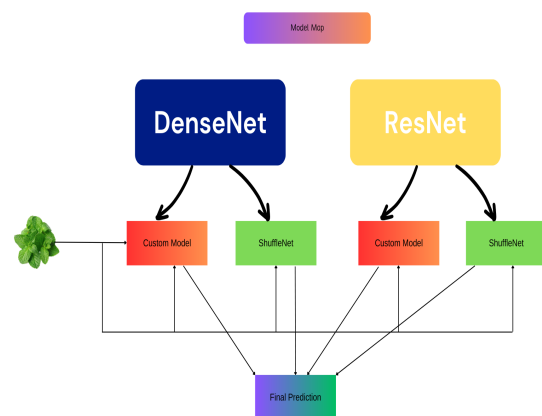 Model Map
DenseNet
ResNet
Custom Model
ShuffleNet
Custom Model
ShuffleNet
Final Prediction